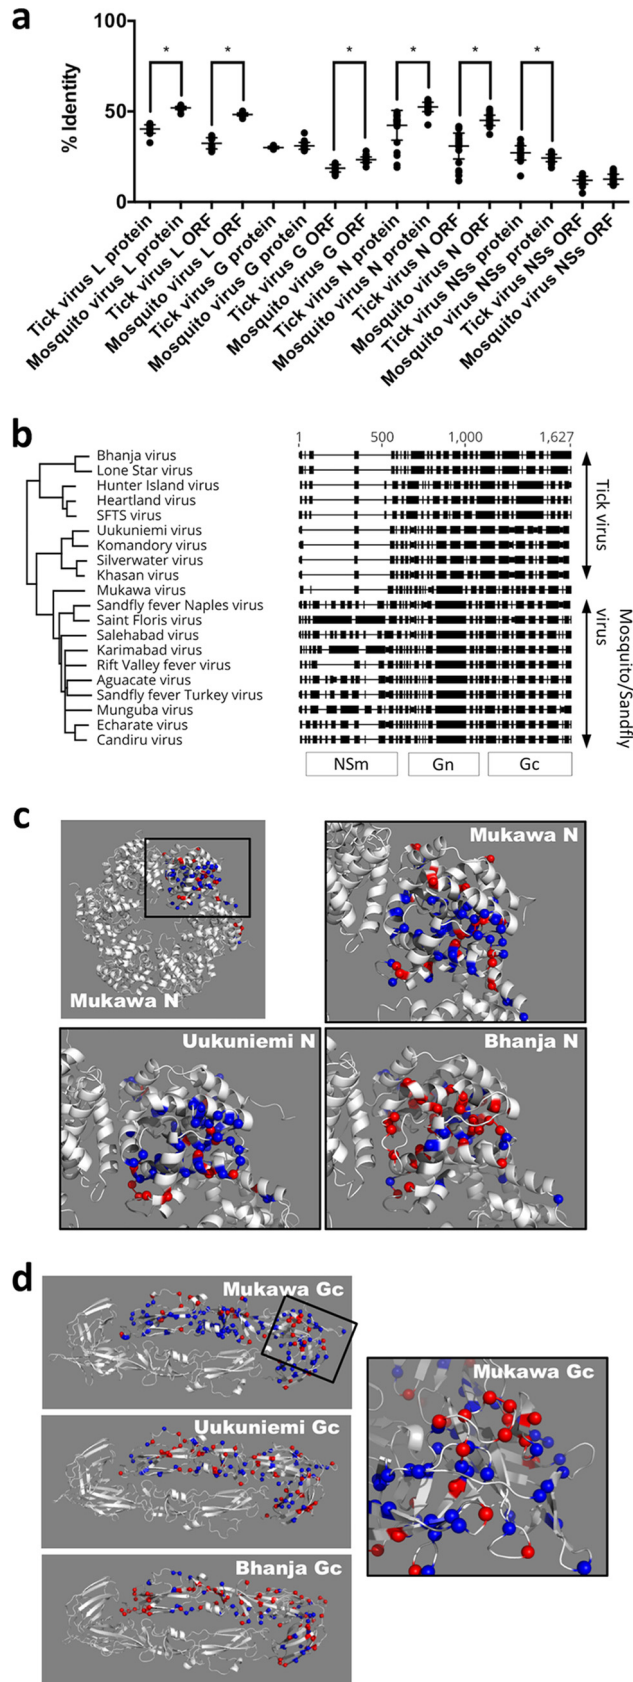 a
100
50
0
% Identity
* * * * * *
Tick virus L protein
Mosquito virus L protein
Tick virus L ORF
Mosquito virus L ORF
Tick virus G protein
Mosquito virus G protein
Tick virus G ORF
Mosquito virus G ORF
Tick virus N protein
Mosquito virus N protein
Tick virus N ORF
Mosquito virus N ORF
Tick virus NSs protein
Mosquito virus NSs protein
Tick virus NSs ORF
Mosquito virus NSs ORF
b
1 500 1,000 1,627
Bhanja virus
Lone Star virus
Hunter Island virus
Heartland virus
SFTS virus
Uukuniemi virus
Komandory virus
Silverwater virus
Khasan virus
Mukawa virus
Sandfly fever Naples virus
Saint Floris virus
Salehabad virus
Karimabad virus
Rift Valley fever virus
Aguacate virus
Sandfly fever Turkey virus
Munguba virus
Echarate virus
Candiru virus
Tick virus
Mosquito/Sandfly
virus
NSm Gn Gc
c
Mukawa N
Mukawa N
Uukuniemi N
Bhanja N
d
Mukawa Gc
Uukuniemi Gc
Bhanja Gc
Mukawa Gc